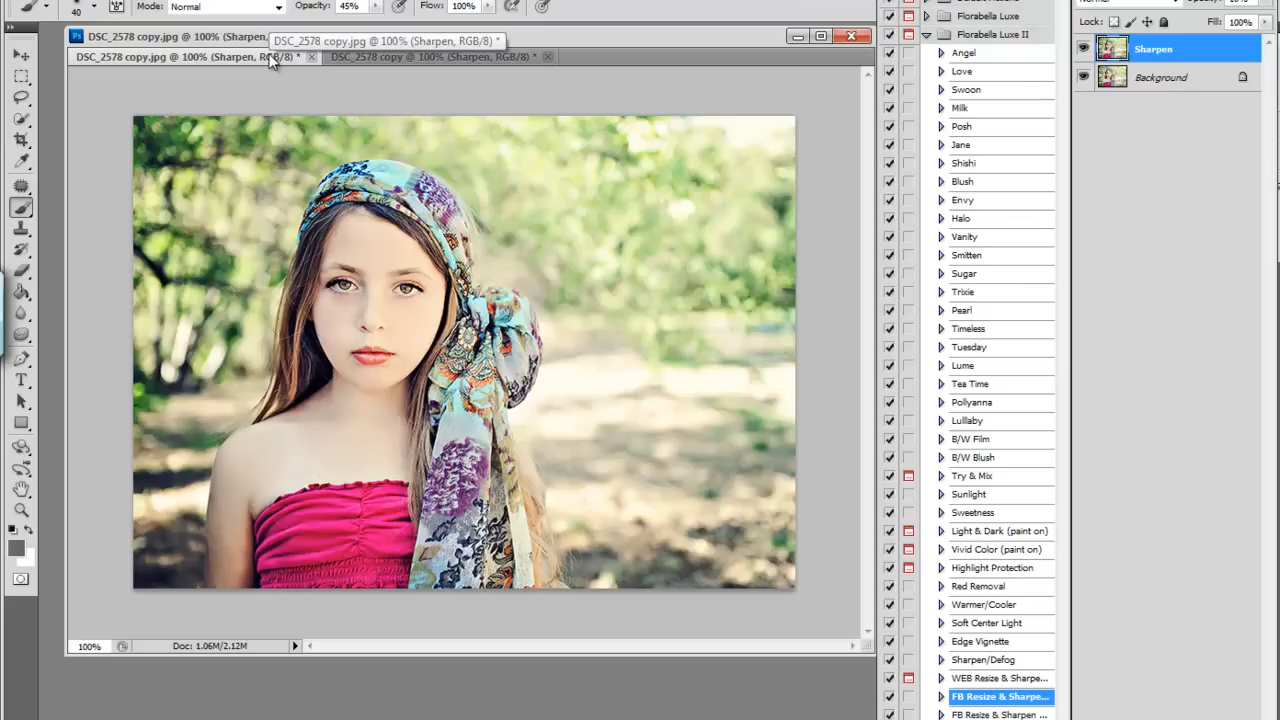 40 Mode: Normal Opacity: 45% Flow: 100%
DSC_2578 copy.jpg @ 100% (Sharpen,
DSC_2578 copy.jpg @ 100% (Sharpen, RGB/8) *
DSC_2578 copy.jpg @ 100% (Sharpen, RGB/8) *
DSC_2578 copy @ 100% (Sharpen, RGB/8) *
100%
Doc: 1.06M/2.12M
Florabella Luxe
Florabella Luxe II
Angel
Love
Swoon
Milk
Posh
Jane
Shishi
Blush
Envy
Halo
Vanity
Smitten
Sugar
Trixie
Pearl
Timeless
Tuesday
Lume
Tea Time
Pollyanna
Lulllaby
B/W Film
B/W Blush
Try & Mix
Sunlight
Sweetness
Light & Dark (paint on)
Vivid Color (paint on)
Highlight Protection
Red Removal
Warmer/Cooler
Soft Center Light
Edge Vignette
Sharpen/Defog
WEB Resize & Sharpe...
FB Resize & Sharpe...
FB Resize & Sharpen ...
Lock: Fill: 100%
Sharpen
Background